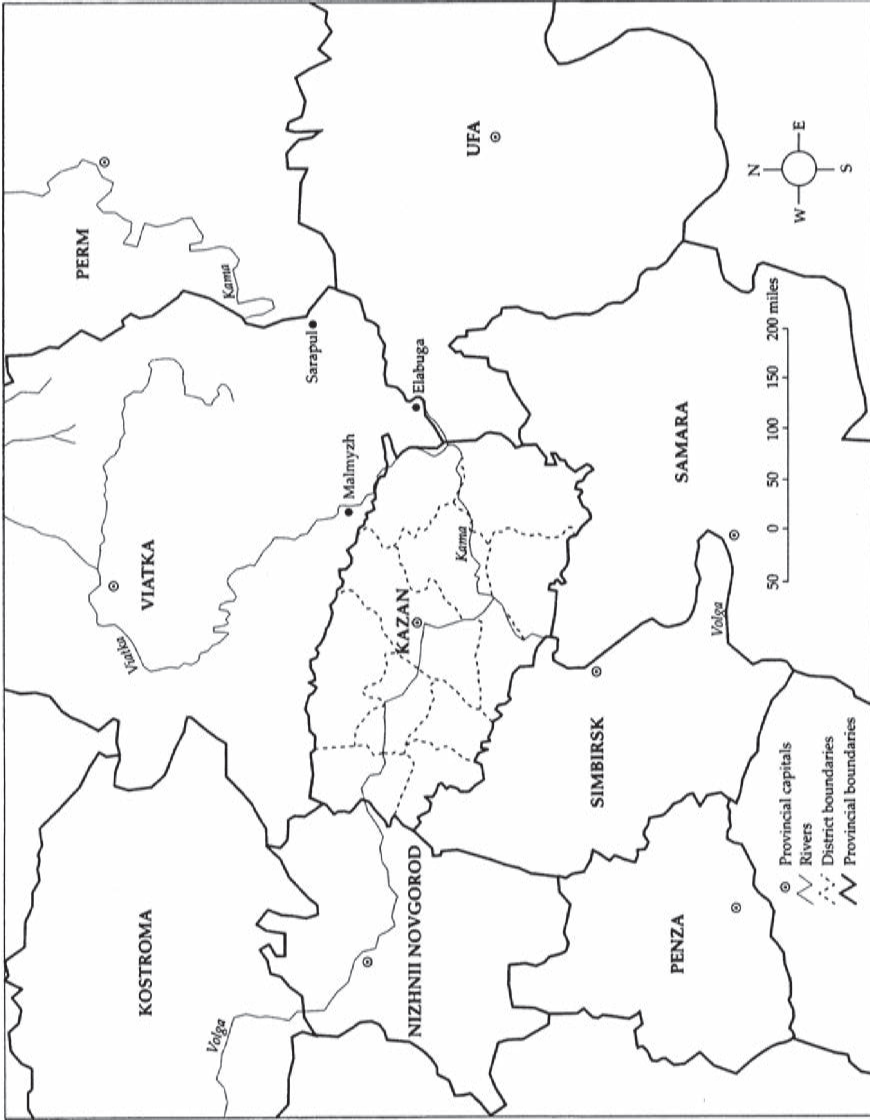 PERM
Kama
VIATKA
Viatka
KOSTROMA
Volga
Sarapul
Malmyzh
Elabuga
UFA
KAZAN
Kama
NIZHNII NOVGOROD
SIMBIRSK
SAMARA
PENZA
Volga
N
W
E
S
50
0
50
100
150
200 miles
Provincial capitals
Rivers
District boundaries
Provincial boundaries